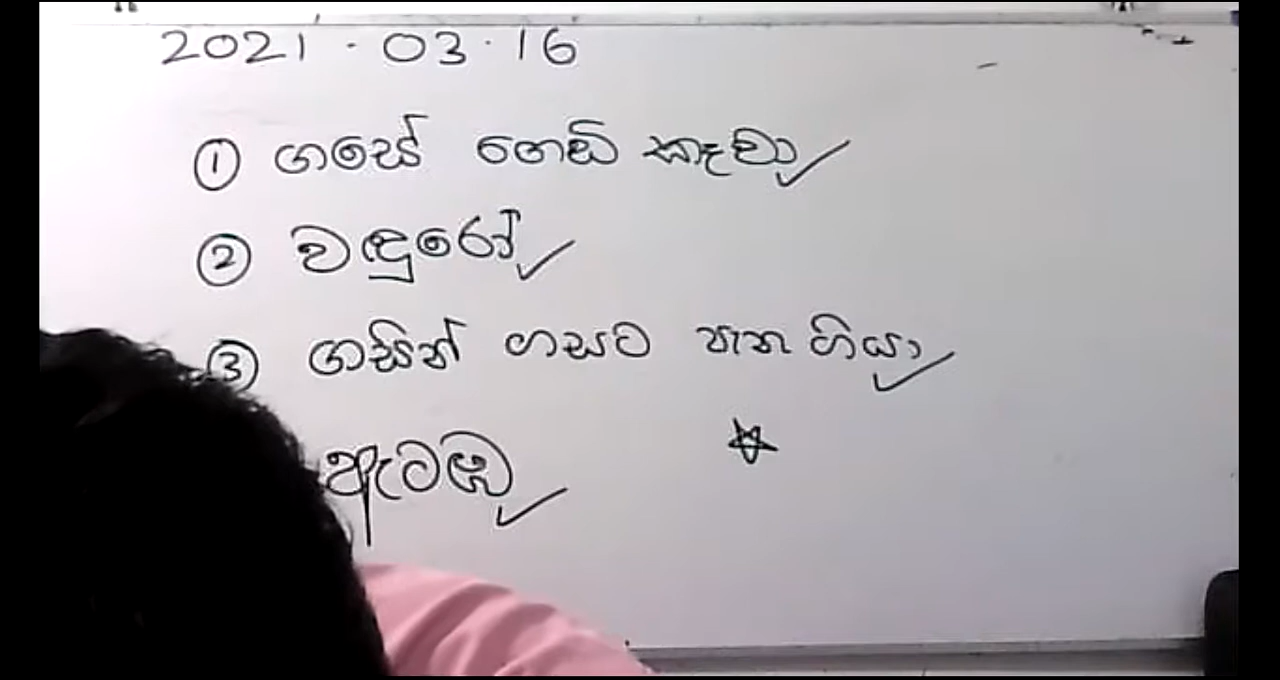 2021 . 03 . 16
① ගසේ ගෙඩි කෑවා
② වඳුරෝ
③ ගසින් ගසට පැන ගියා
ඇටඹ